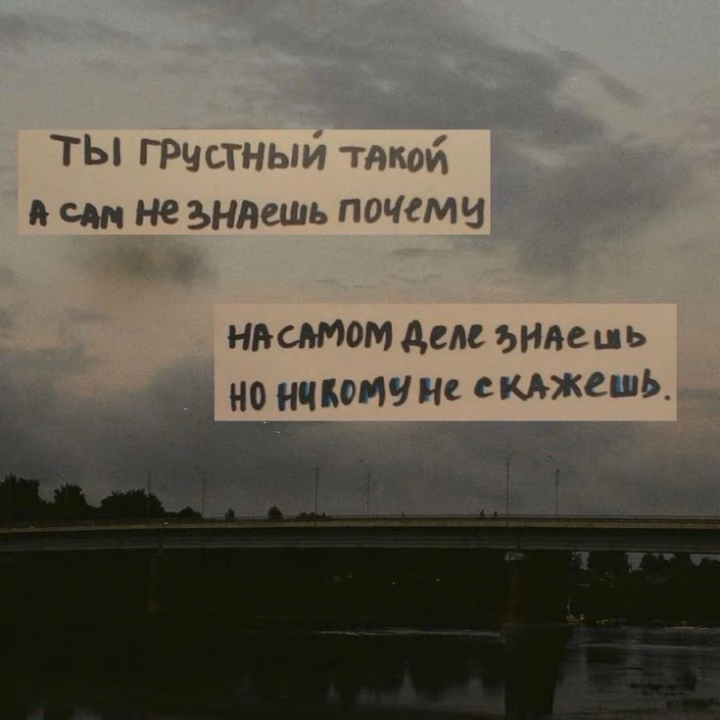 ТЫ ГРУСТНЫЙ ТАКОЙ
А САМ НЕ ЗНАЕШЬ ПОЧЕМУ
НА САМОМ ДЕЛЕ ЗНАЕШЬ
НО НИКОМУ НЕ СКАЖЕШЬ.